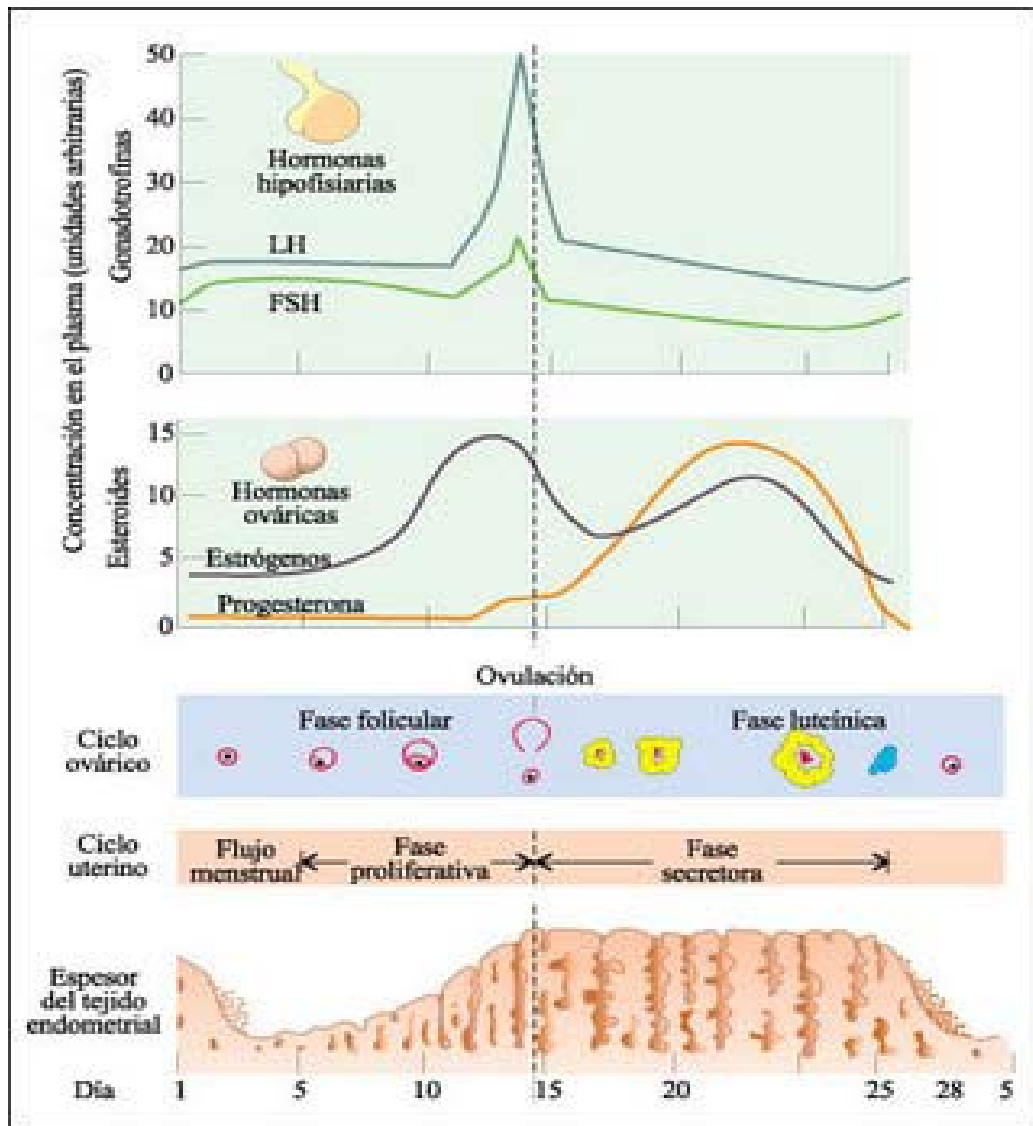 Concentración en el plasma (unidades arbitrarias)
Gonadotrofinas
50
40
30
20
10
0
Hormonas
hipofisiarias
LH
FSH
Esteroides
15
10
5
0
Hormonas
ováricas
Estrógenos
Progesterona
Ovulación
Ciclo
ovárico
Fase folicular
Fase luteínica
Ciclo
uterino
Flujo
menstrual
Fase
proliferativa
Fase
secretora
Espesor
del tejido
endometrial
Día
1 5 10 15 20 25 28 5